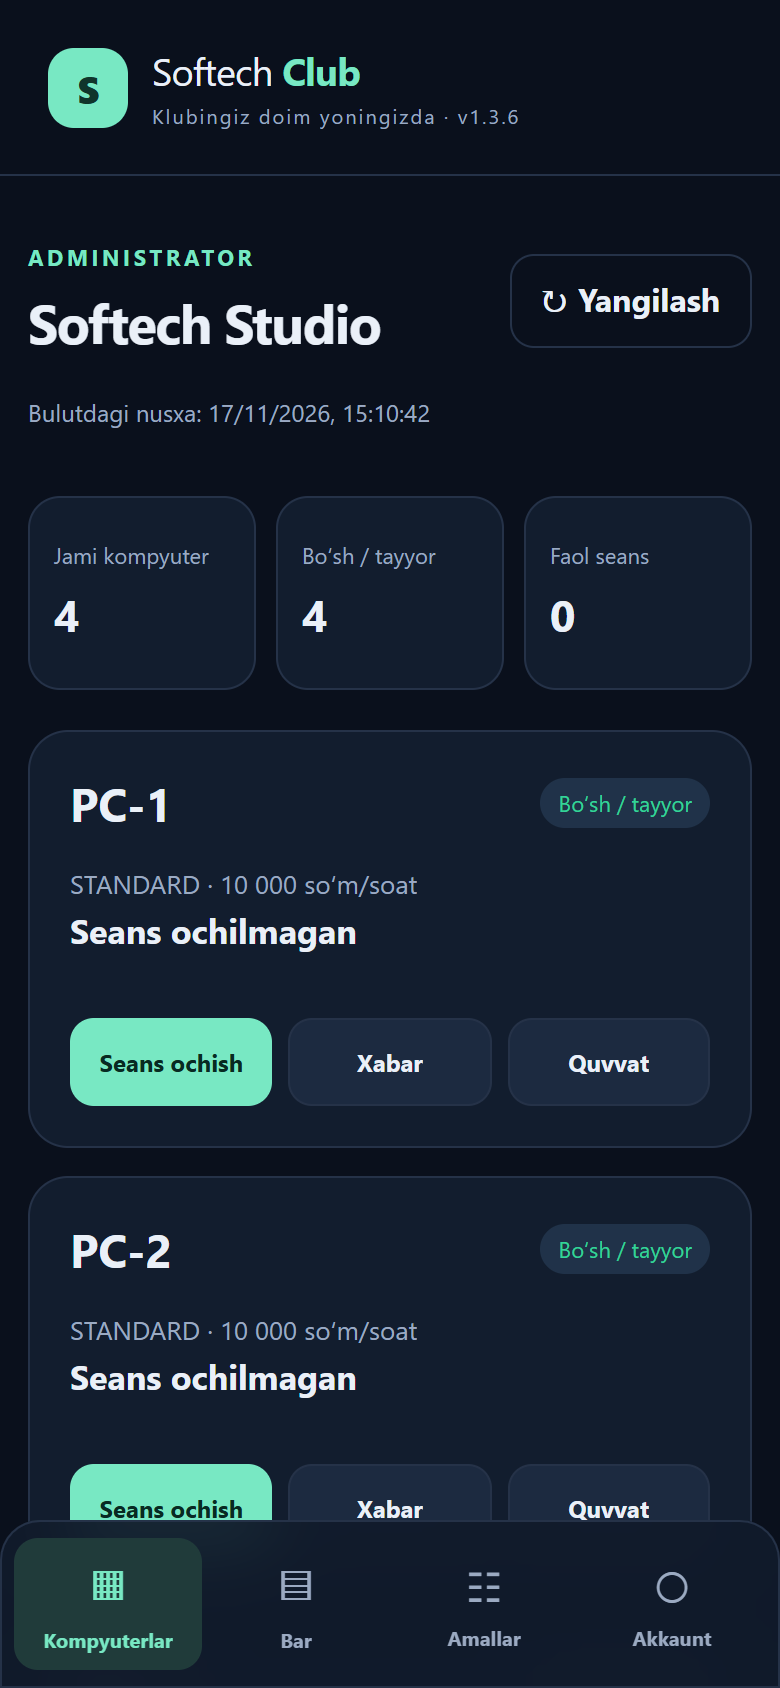 S
Softech Club
Klubingiz doim yoningizda · v1.3.6
ADMINISTRATOR
Softech Studio
↻ Yangilash
Bulutdagi nusxa: 17/11/2026, 15:10:42
Jami kompyuter
4
Bo‘sh / tayyor
4
Faol seans
0
PC-1
Bo‘sh / tayyor
STANDARD · 10 000 so‘m/soat
Seans ochilmagan
Seans ochish
Xabar
Quvvat
PC-2
Bo‘sh / tayyor
STANDARD · 10 000 so‘m/soat
Seans ochilmagan
Seans ochish
Xabar
Quvvat
Kompyuterlar
Bar
Amallar
Akkaunt